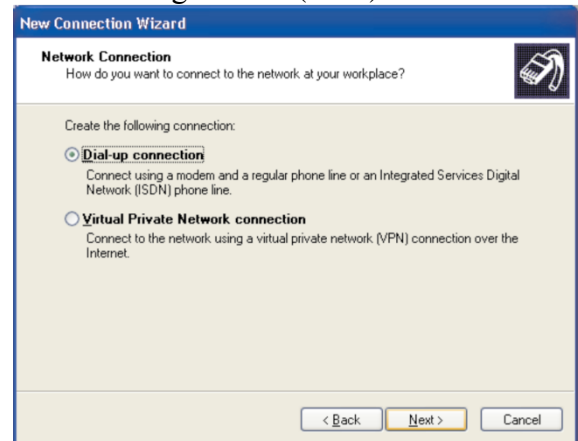 New Connection Wizard
Network Connection
How do you want to connect to the network at your workplace?
Create the following connection:
Dial-up connection
Connect using a modem and a regular phone line or an Integrated Services Digital
Network (ISDN) phone line.
Virtual Private Network connection
Connect to the network using a virtual private network (VPN) connection over the
Internet.
< Back Next > Cancel